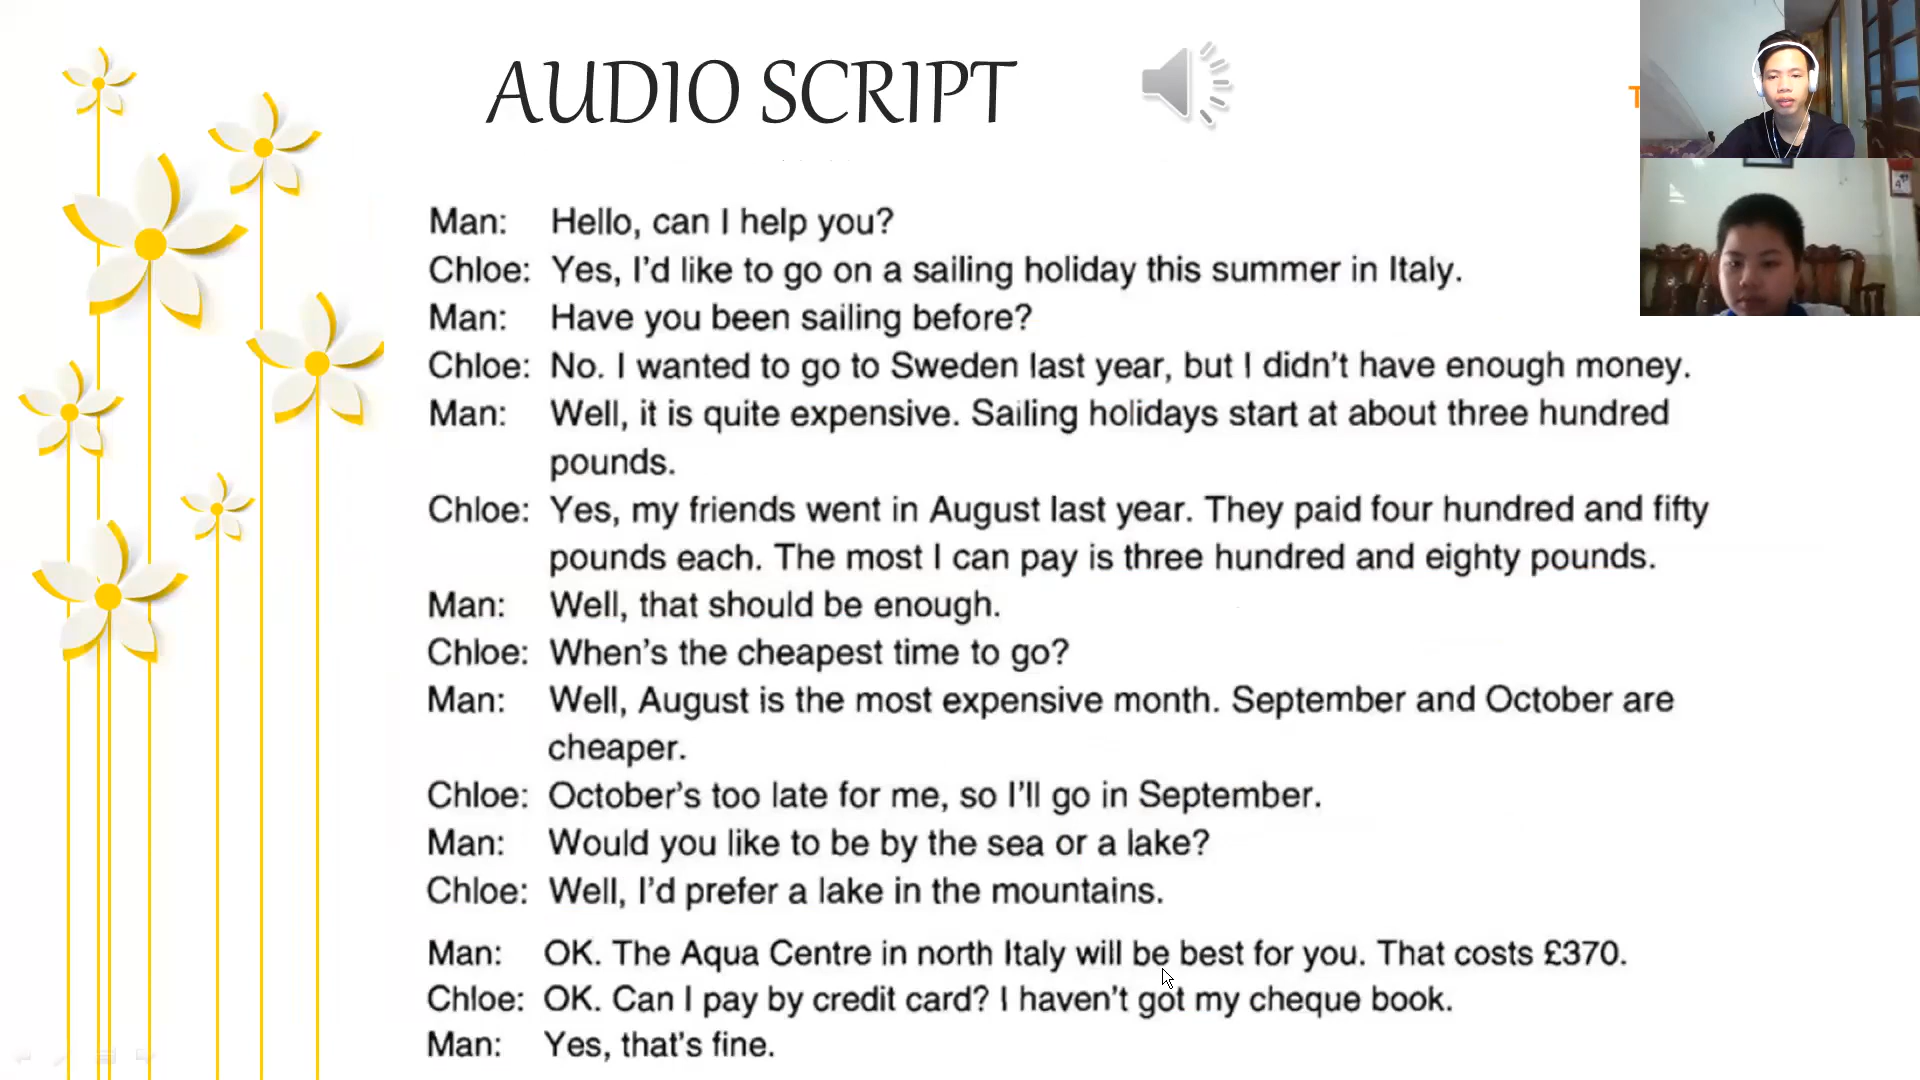 AUDIO SCRIPT
T
Man: Hello, can I help you?
Chloe: Yes, I'd like to go on a sailing holiday this summer in Italy.
Man: Have you been sailing before?
Chloe: No. I wanted to go to Sweden last year, but I didn't have enough money.
Man: Well, it is quite expensive. Sailing holidays start at about three hundred
pounds.
Chloe: Yes, my friends went in August last year. They paid four hundred and fifty
pounds each. The most I can pay is three hundred and eighty pounds.
Man: Well, that should be enough.
Chloe: When's the cheapest time to go?
Man: Well, August is the most expensive month. September and October are
cheaper.
Chloe: October's too late for me, so I'll go in September.
Man: Would you like to be by the sea or a lake?
Chloe: Well, I'd prefer a lake in the mountains.
Man: OK. The Aqua Centre in north Italy will be best for you. That costs £370.
Chloe: OK. Can I pay by credit card? I haven't got my cheque book.
Man: Yes, that's fine.